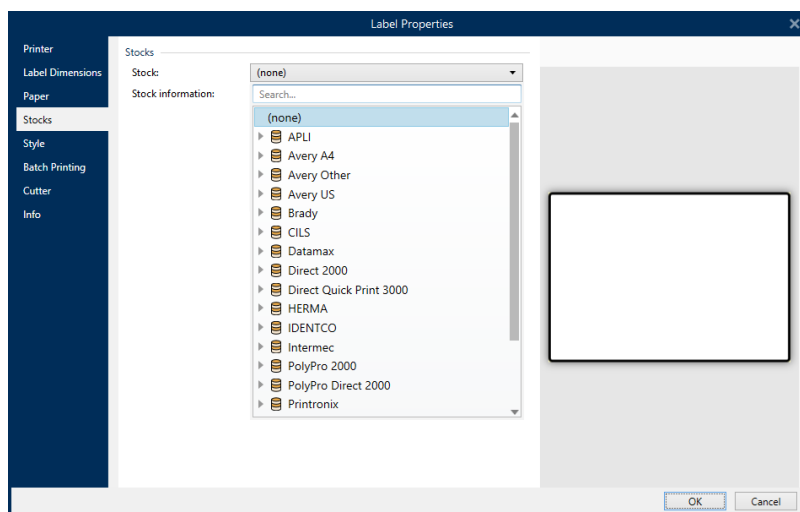 Label Properties
Printer
Label Dimensions
Paper
Stocks
Style
Batch Printing
Cutter
Info
Stocks
Stock:
(none)
Stock information:
Search...
(none)
APLI
Avery A4
Avery Other
Avery US
Brady
CILS
Datamax
Direct 2000
Direct Quick Print 3000
HERMA
IDENTCO
Intermec
PolyPro 2000
PolyPro Direct 2000
Printronix
OK
Cancel